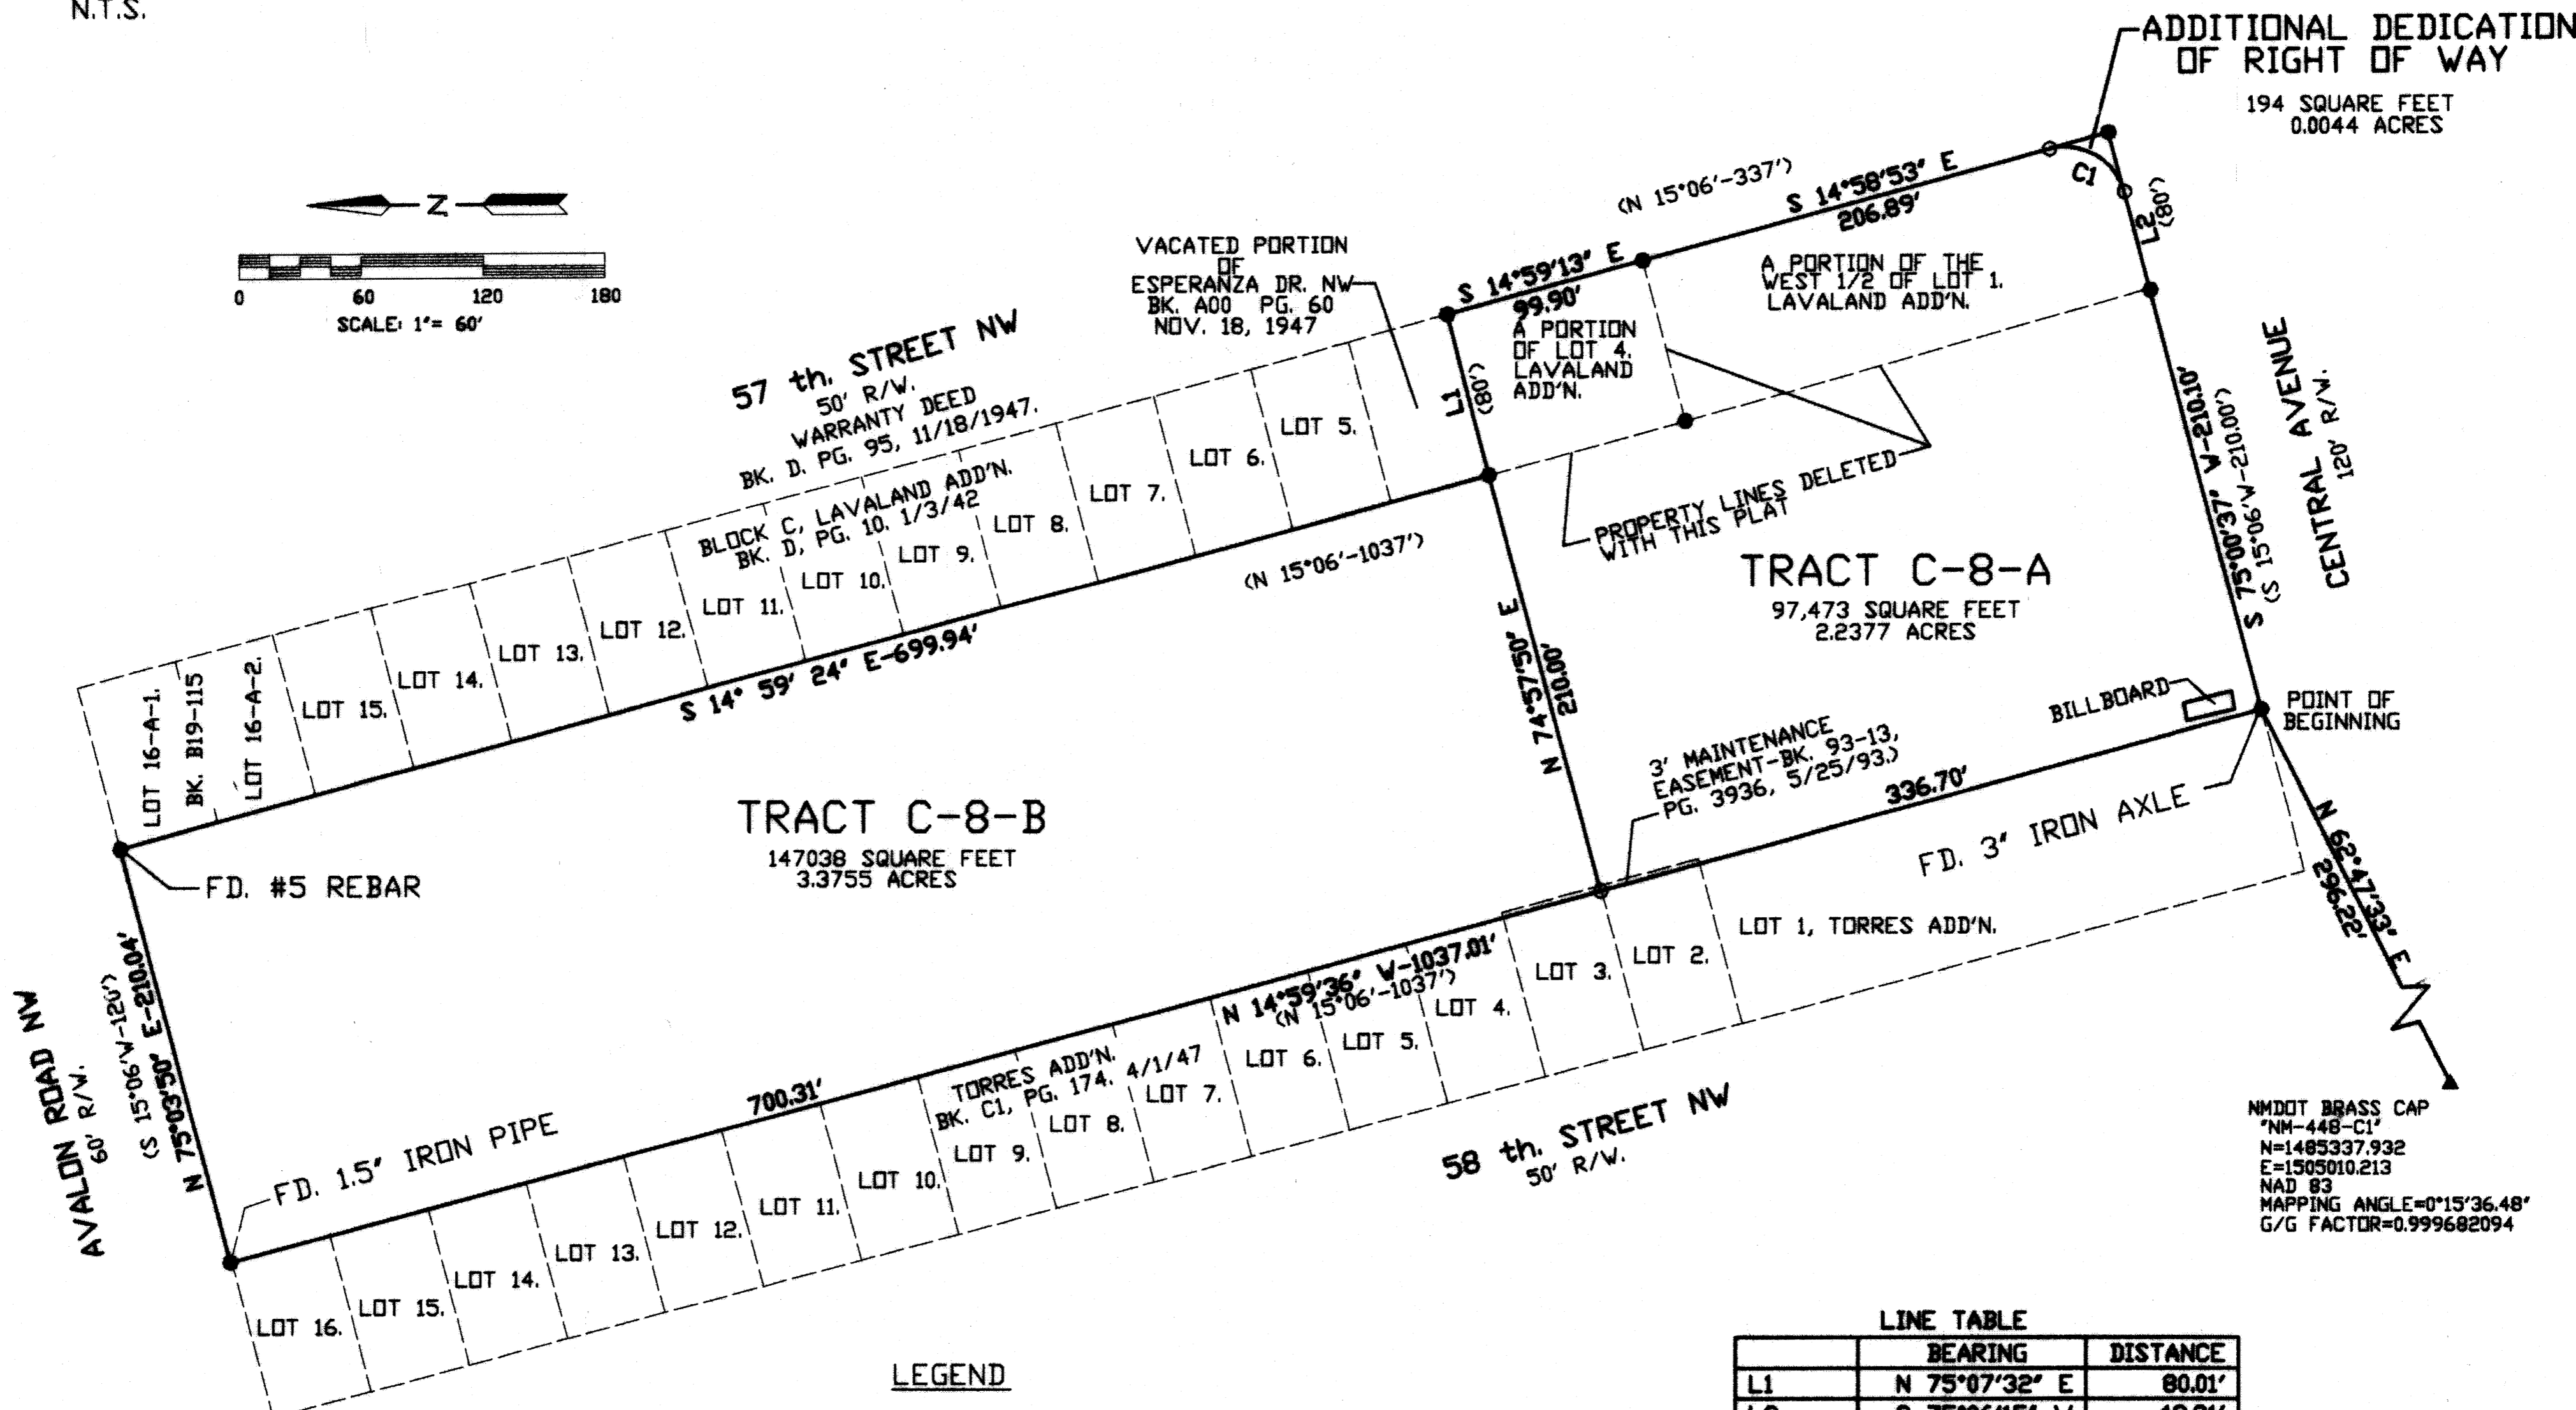 N.T.S.
ADDITIONAL DEDICATION
OF RIGHT OF WAY
194 SQUARE FEET
0.0044 ACRES
N
0 60 120 180
SCALE: 1"= 60'
57 th. STREET NW
50' R/W.
WARRANTY DEED
BK. D. PG. 95, 11/18/1947.
VACATED PORTION
OF
ESPERANZA DR. NW
BK. A00 PG. 60
NOV. 18, 1947
S 14°59'13" E
99.90'
(N 15°06'-337')
S 14°58'53" E
206.89'
C1
L2
(80')
A PORTION
OF LOT 4,
LAVALAND
ADD'N.
A PORTION OF THE
WEST 1/2 OF LOT 1.
LAVALAND ADD'N.
L1
(80')
BLOCK C, LAVALAND ADD'N.
BK. D, PG. 10. 1/3/42
LOT 5.
LOT 6.
LOT 7.
LOT 8.
LOT 9.
LOT 10.
LOT 11.
LOT 12.
LOT 13.
LOT 14.
LOT 15.
LOT 16-A-2.
BK. B19-115
LOT 16-A-1.
PROPERTY LINES DELETED
WITH THIS PLAT
S 75°00'37" W-210.10'
(S 15°06'W-210.00')
CENTRAL AVENUE
120' R/W.
(N 15°06'-1037')
S 14° 59' 24" E-699.94'
TRACT C-8-A
97,473 SQUARE FEET
2.2377 ACRES
N 74°57'50" E
210.00'
BILLBOARD
POINT OF
BEGINNING
3' MAINTENANCE
EASEMENT-BK. 93-13,
PG. 3936, 5/25/93.)
336.70'
FD. 3" IRON AXLE
N 62°47'33" E
296.22'
TRACT C-8-B
147038 SQUARE FEET
3.3755 ACRES
FD. #5 REBAR
AVALON ROAD NW
60' R/W.
(S 15°06'W-120')
N 75°03'50" E-210.04'
FD. 1.5" IRON PIPE
700.31'
N 14°59'36" W-1037.01'
(N 15°06'-1037')
TORRES ADD'N.
BK. C1, PG. 174. 4/1/47
LOT 1, TORRES ADD'N.
LOT 2.
LOT 3.
LOT 4.
LOT 5.
LOT 6.
LOT 7.
LOT 8.
LOT 9.
LOT 10.
LOT 11.
LOT 12.
LOT 13.
LOT 14.
LOT 15.
LOT 16.
58 th. STREET NW
50' R/W.
NMDOT BRASS CAP
"NM-448-C1"
N=1485337.932
E=1505010.213
NAD 83
MAPPING ANGLE=0°15'36.48"
G/G FACTOR=0.999682094
LEGEND
LINE TABLE
BEARING DISTANCE
L1 N 75°07'32" E 80.01'